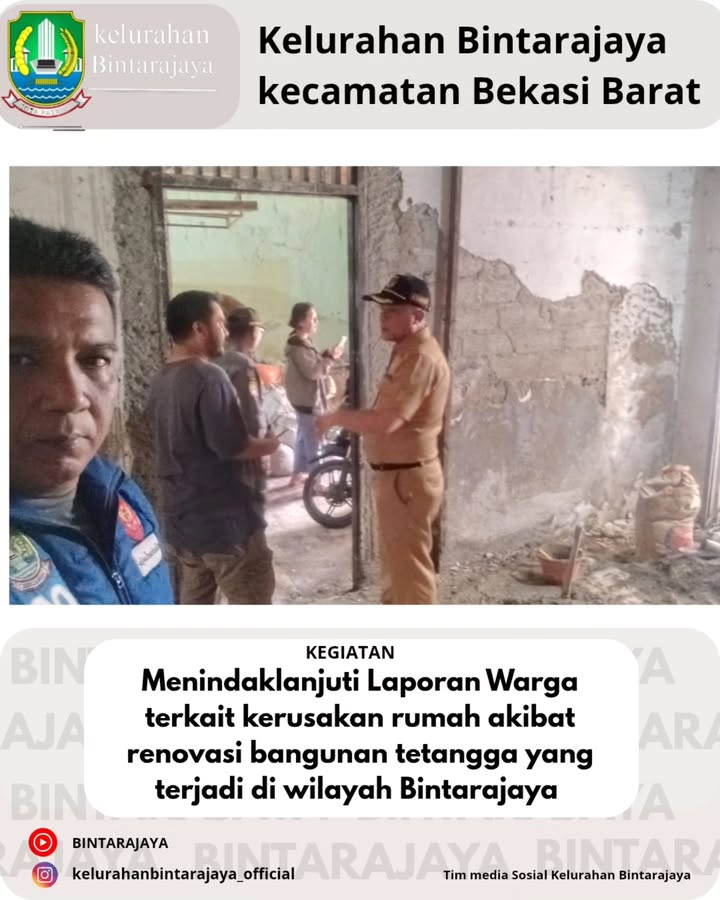 kelurahan
Bintarajaya
Kelurahan Bintarajaya
kecamatan Bekasi Barat
KEGIATAN
Menindaklanjuti Laporan Warga
terkait kerusakan rumah akibat
renovasi bangunan tetangga yang
terjadi di wilayah Bintarajaya
BINTARAJAYA
kelurahanbintarajaya_official
Tim media Sosial Kelurahan Bintarajaya